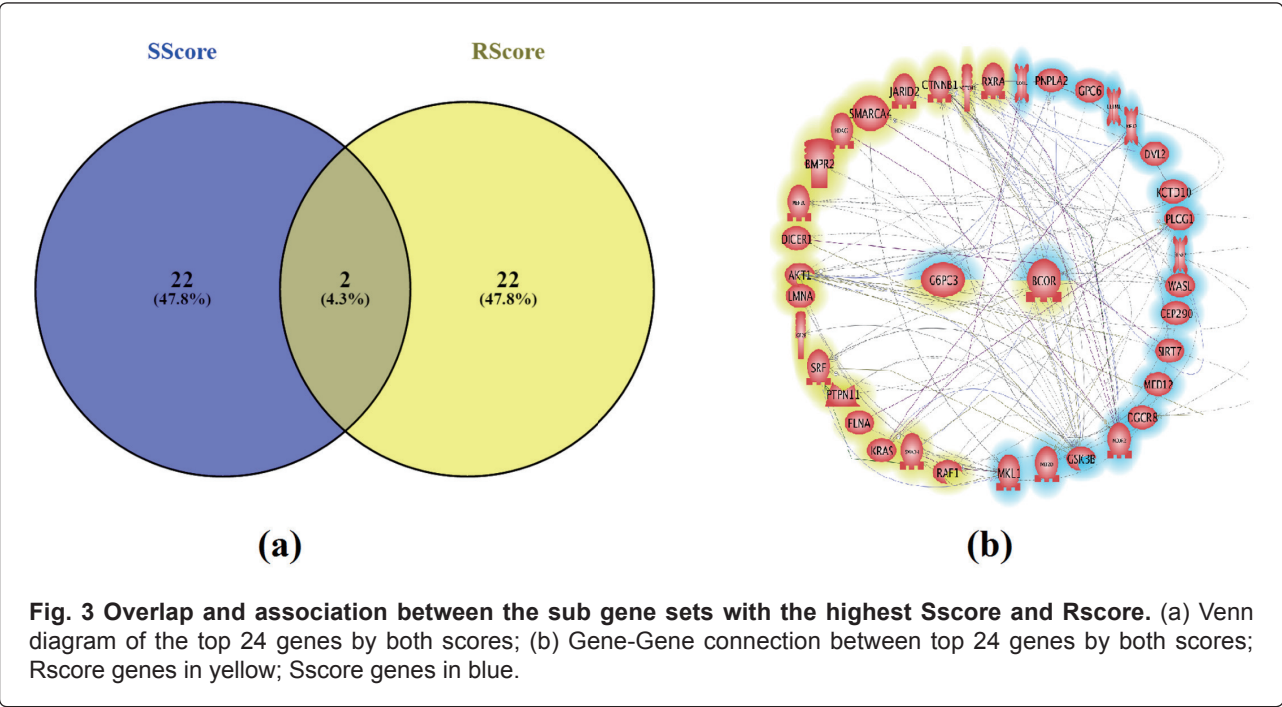 SScore
RScore
22
(47.8%)
2
(4.3%)
22
(47.8%)
(a)
CTNNB1
RXRA
PNPLA2
GPC6
JARID2
SMARCA4
BMPR2
DVL2
KCTD10
PLCG1
DICER1
AKT1
LMNA
G6PC3
BCOR
WASL
CEP290
SIRT7
MED12
DGCR8
SRF
PTPN11
FLNA
KRAS
RAF1
MKL1
GSK3B
(b)
Fig. 3 Overlap and association between the sub gene sets with the highest Sscore and Rscore. (a) Venn
diagram of the top 24 genes by both scores; (b) Gene-Gene connection between top 24 genes by both scores;
Rscore genes in yellow; Sscore genes in blue.